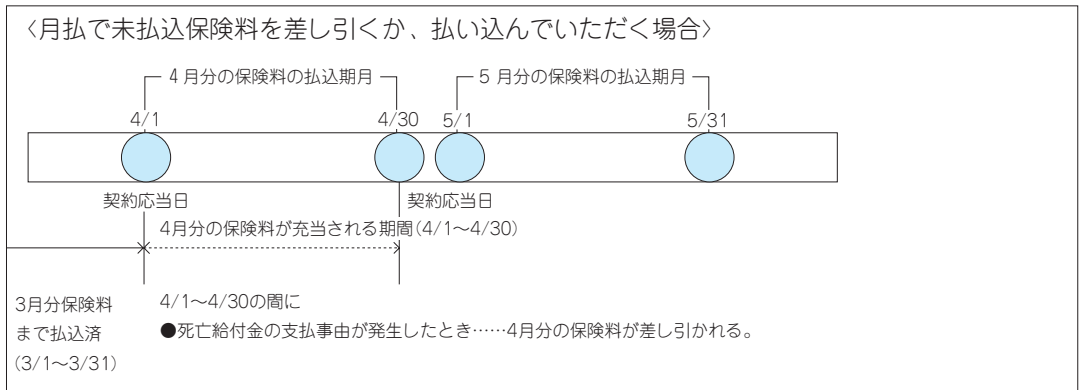 〈月払で未払込保険料を差し引くか、払い込んでいただく場合〉
4月分の保険料の払込期月
5月分の保険料の払込期月
4/1
4/30
5/1
5/31
契約応当日
契約応当日
4月分の保険料が充当される期間(4/1〜4/30)
3月分保険料
まで払込済
(3/1〜3/31)
4/1〜4/30の間に
●死亡給付金の支払事由が発生したとき……4月分の保険料が差し引かれる。